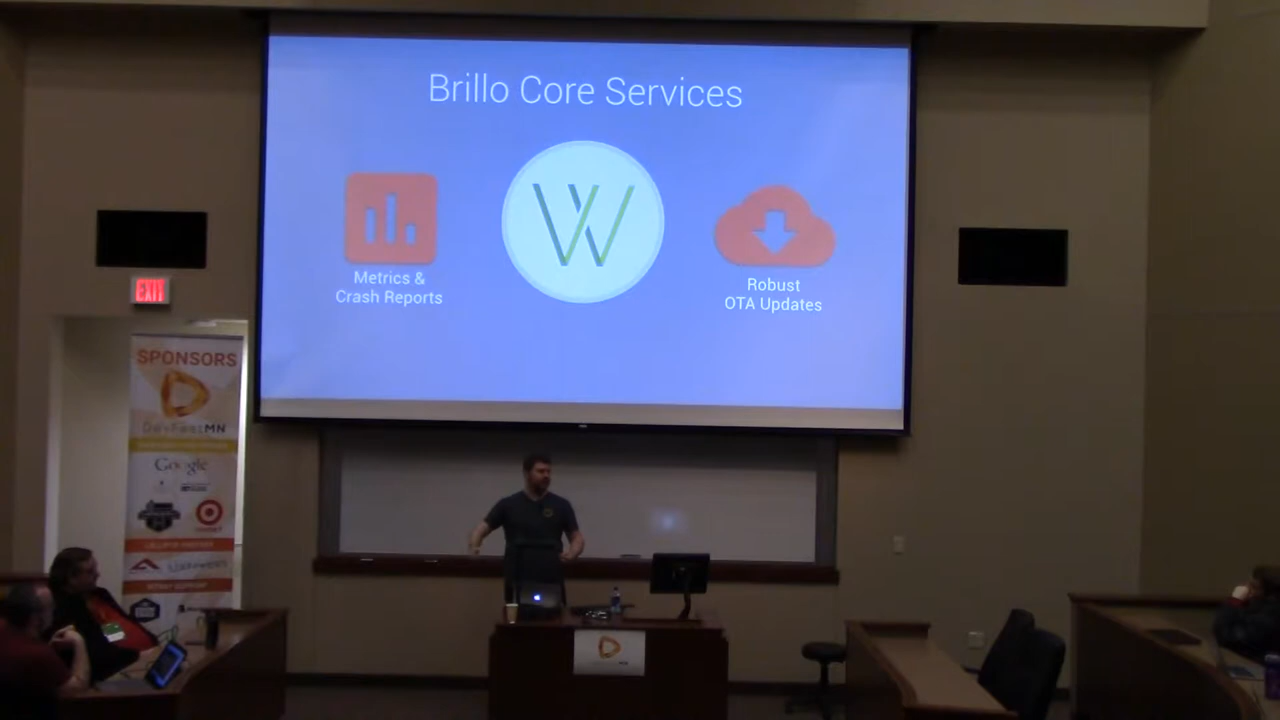 Brillo Core Services
Metrics &
Crash Reports
Robust
OTA Updates
EXIT
SPONSORS
DevFestMN
Google